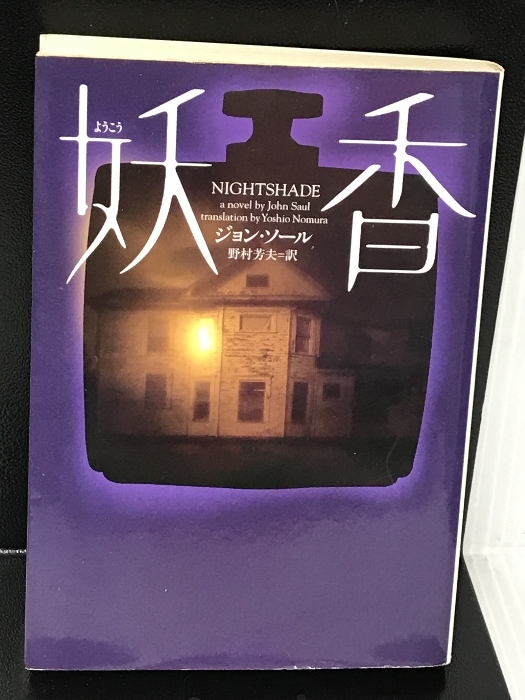 妖香
ようこう
NIGHTSHADE
a novel by John Saul
translation by Yoshio Nomura
ジョン・ソール
野村芳夫=訳